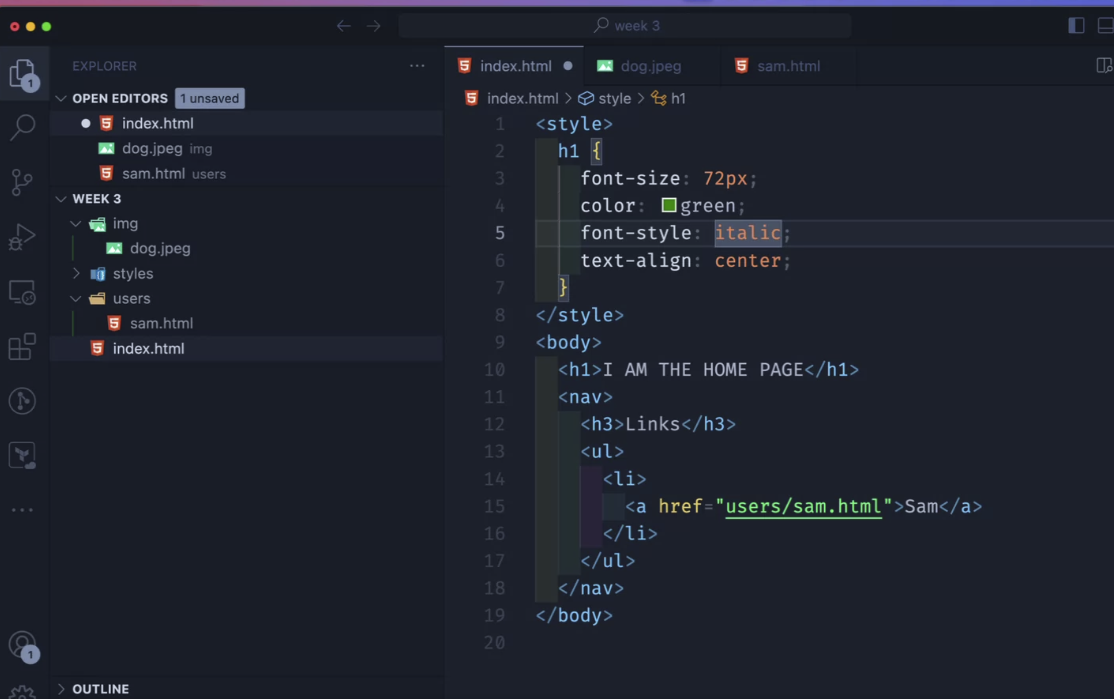 week 3
EXPLORER
OPEN EDITORS 1 unsaved
index.html
dog.jpeg img
sam.html users
WEEK 3
img
dog.jpeg
styles
users
sam.html
index.html
OUTLINE
1
1
index.html
dog.jpeg
sam.html
index.html > style > h1
1 <style>
2 h1 {
3 font-size: 72px;
4 color: green;
5 font-style: italic;
6 text-align: center;
7 }
8 </style>
9 <body>
10 <h1>I AM THE HOME PAGE</h1>
11 <nav>
12 <h3>Links</h3>
13 <ul>
14 <li>
15 <a href="users/sam.html">Sam</a>
16 </li>
17 </ul>
18 </nav>
19 </body>
20